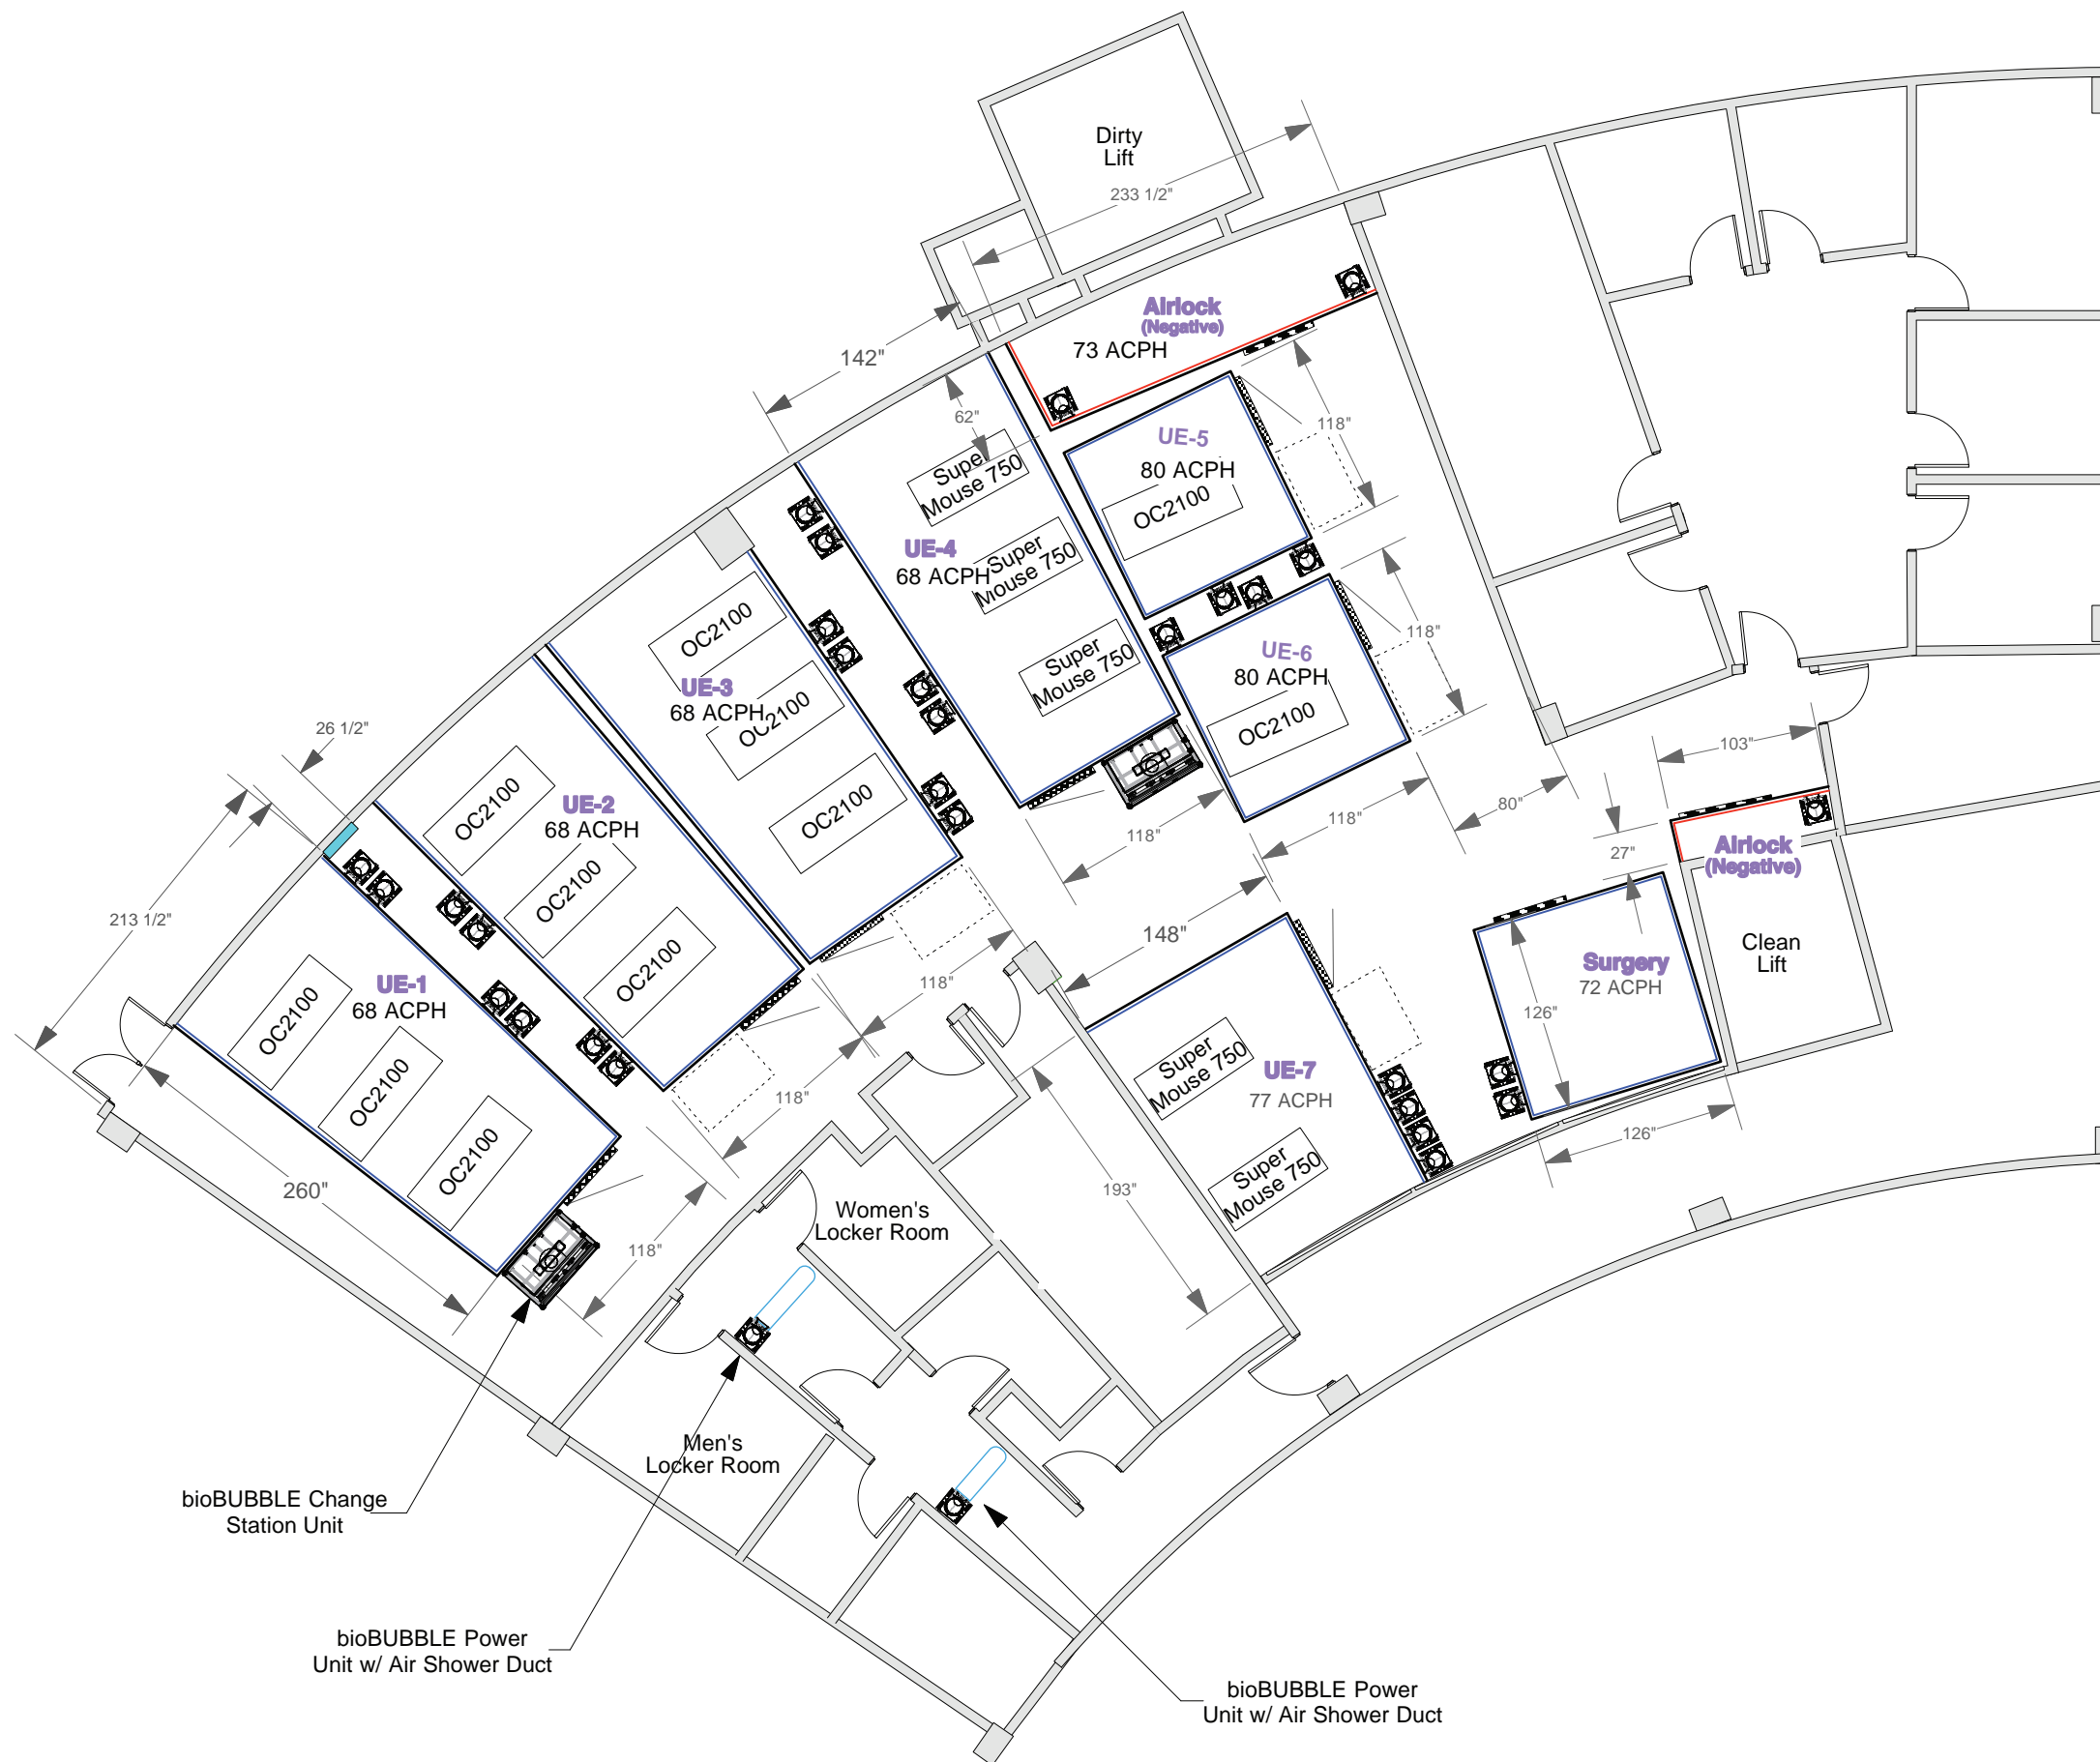 Dirty
Lift
233 1/2"
Airlock
(Negative)
73 ACPH
142"
62"
118"
UE-5
80 ACPH
OC2100
Super
Mouse 750
UE-4
68 ACPH
Super
Mouse 750
Super
Mouse 750
118"
UE-6
80 ACPH
OC2100
OC2100
UE-3
68 ACPH
OC2100
OC2100
26 1/2"
UE-2
68 ACPH
OC2100
OC2100
OC2100
103"
80"
118"
118"
27"
Airlock
(Negative)
213 1/2"
148"
Clean
Lift
Surgery
72 ACPH
126"
126"
UE-1
68 ACPH
OC2100
OC2100
OC2100
118"
118"
118"
260"
Super
Mouse 750
UE-7
77 ACPH
Super
Mouse 750
193"
Women's
Locker Room
Men's
Locker Room
bioBUBBLE Change
Station Unit
bioBUBBLE Power
Unit w/ Air Shower Duct
bioBUBBLE Power
Unit w/ Air Shower Duct